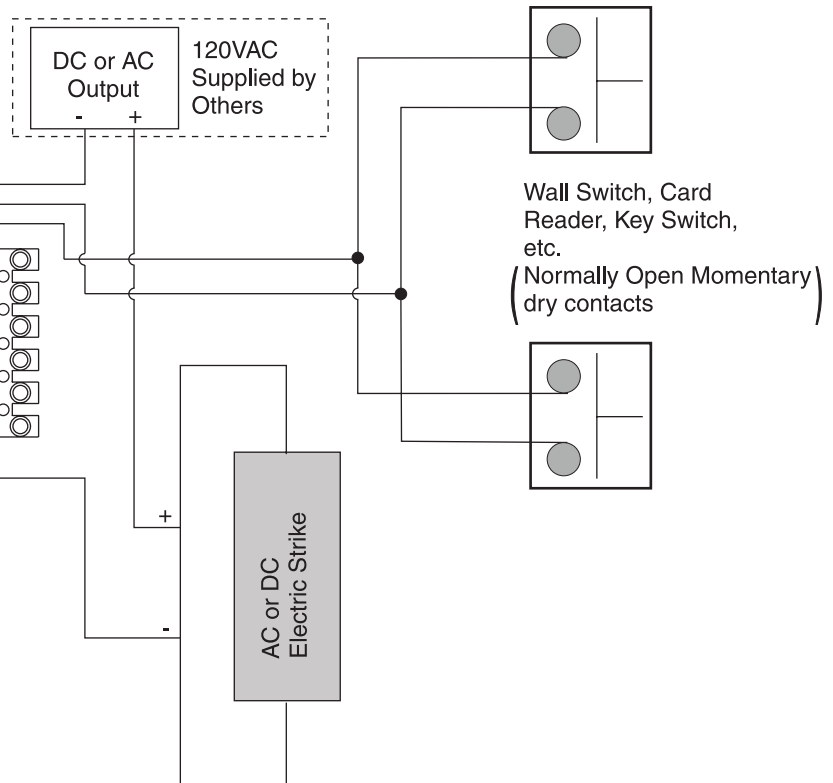 DC or AC
Output
- +
120VAC
Supplied by
Others
Wall Switch, Card
Reader, Key Switch,
etc.
(Normally Open Momentary
dry contacts)
+
-
AC or DC
Electric Strike